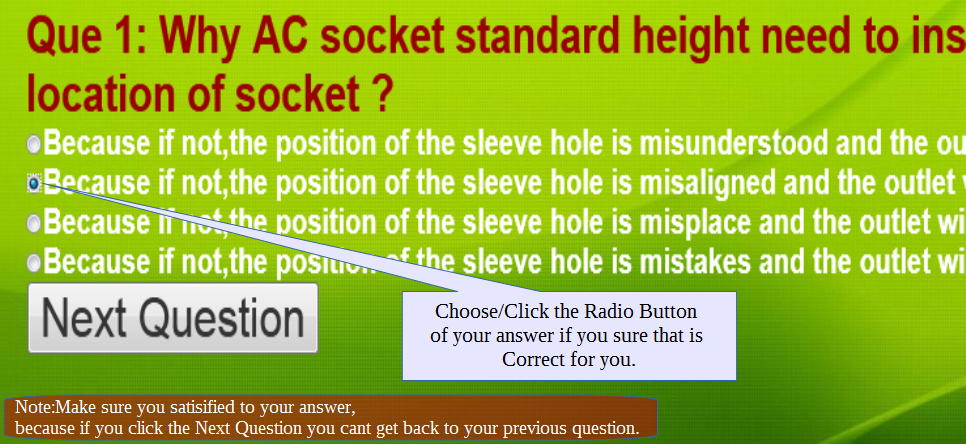 Que 1: Why AC socket standard height need to ins
location of socket ?
Because if not,the position of the sleeve hole is misunderstood and the ou
Because if not,the position of the sleeve hole is misaligned and the outlet
Because if not,the position of the sleeve hole is misplace and the outlet wi
Because if not,the position of the sleeve hole is mistakes and the outlet wi
Next Question
Choose/Click the Radio Button
of your answer if you sure that is
Correct for you.
Note:Make sure you satisified to your answer,
because if you click the Next Question you cant get back to your previous question.